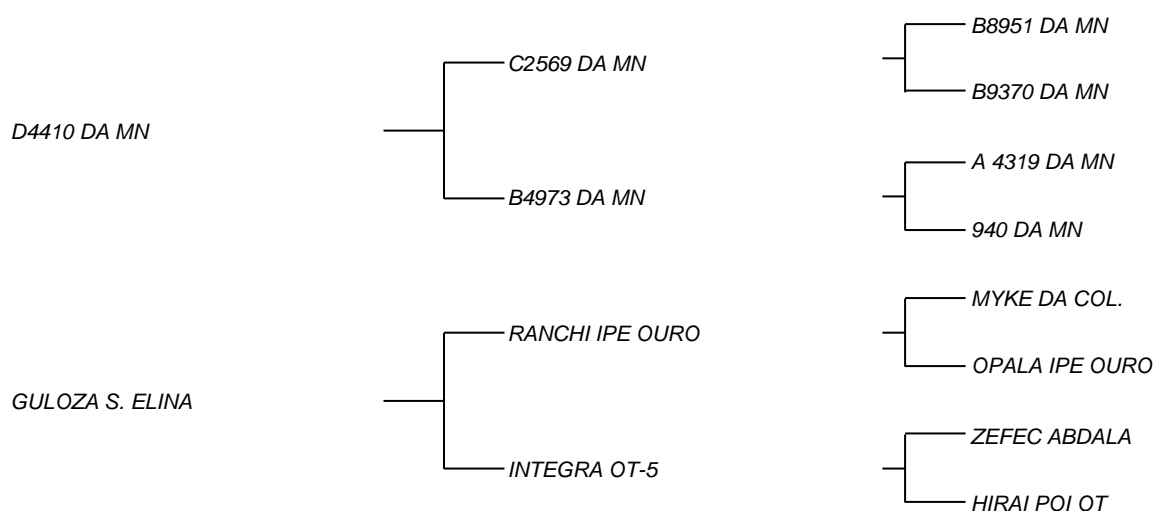 B8951 DA MN
C2569 DA MN
B9370 DA MN
D4410 DA MN
A 4319 DA MN
B4973 DA MN
940 DA MN
MYKE DA COL.
RANCHI IPE OURO
OPALA IPE OURO
GULOZA S. ELINA
ZEFEC ABDALA
INTEGRA OT-5
HIRAI POI OT